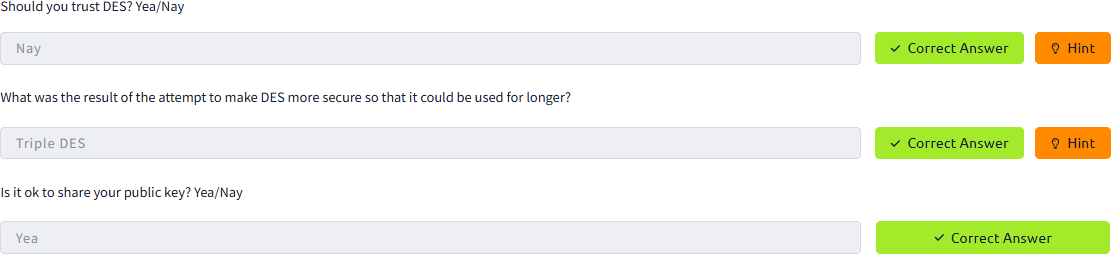 Should you trust DES? Yea/Nay
Nay
Correct Answer
Hint
What was the result of the attempt to make DES more secure so that it could be used for longer?
Triple DES
Correct Answer
Hint
Is it ok to share your public key? Yea/Nay
Yea
Correct Answer